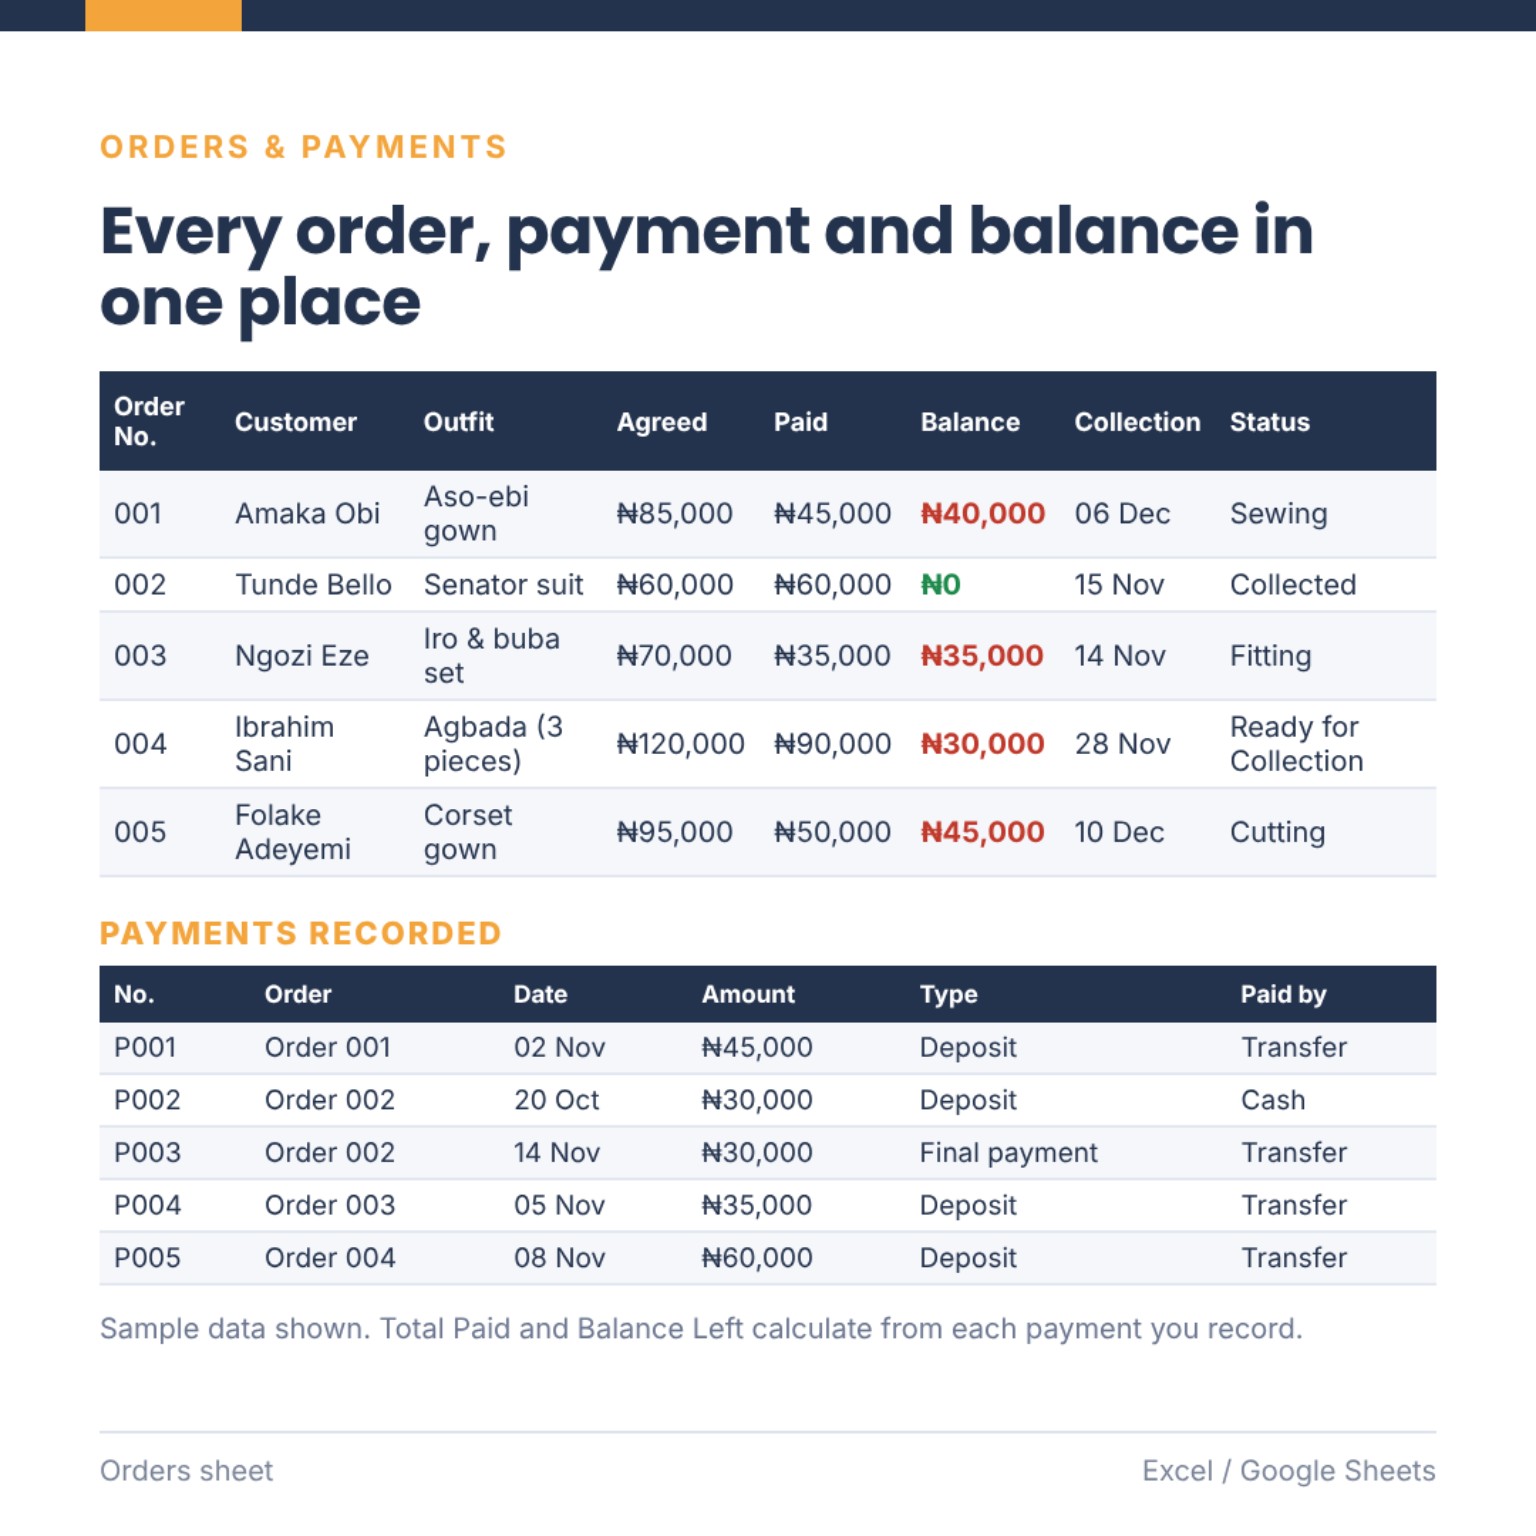 ORDERS & PAYMENTS
Every order, payment and balance in
one place
Order No. Customer Outfit Agreed Paid Balance Collection Status
001 Amaka Obi Aso-ebi gown ₦85,000 ₦45,000 ₦40,000 06 Dec Sewing
002 Tunde Bello Senator suit ₦60,000 ₦60,000 ₦0 15 Nov Collected
003 Ngozi Eze Iro & buba set ₦70,000 ₦35,000 ₦35,000 14 Nov Fitting
004 Ibrahim Sani Agbada (3 pieces) ₦120,000 ₦90,000 ₦30,000 28 Nov Ready for Collection
005 Folake Adeyemi Corset gown ₦95,000 ₦50,000 ₦45,000 10 Dec Cutting
PAYMENTS RECORDED
No. Order Date Amount Type Paid by
P001 Order 001 02 Nov ₦45,000 Deposit Transfer
P002 Order 002 20 Oct ₦30,000 Deposit Cash
P003 Order 002 14 Nov ₦30,000 Final payment Transfer
P004 Order 003 05 Nov ₦35,000 Deposit Transfer
P005 Order 004 08 Nov ₦60,000 Deposit Transfer
Sample data shown. Total Paid and Balance Left calculate from each payment you record.
Orders sheet Excel / Google Sheets